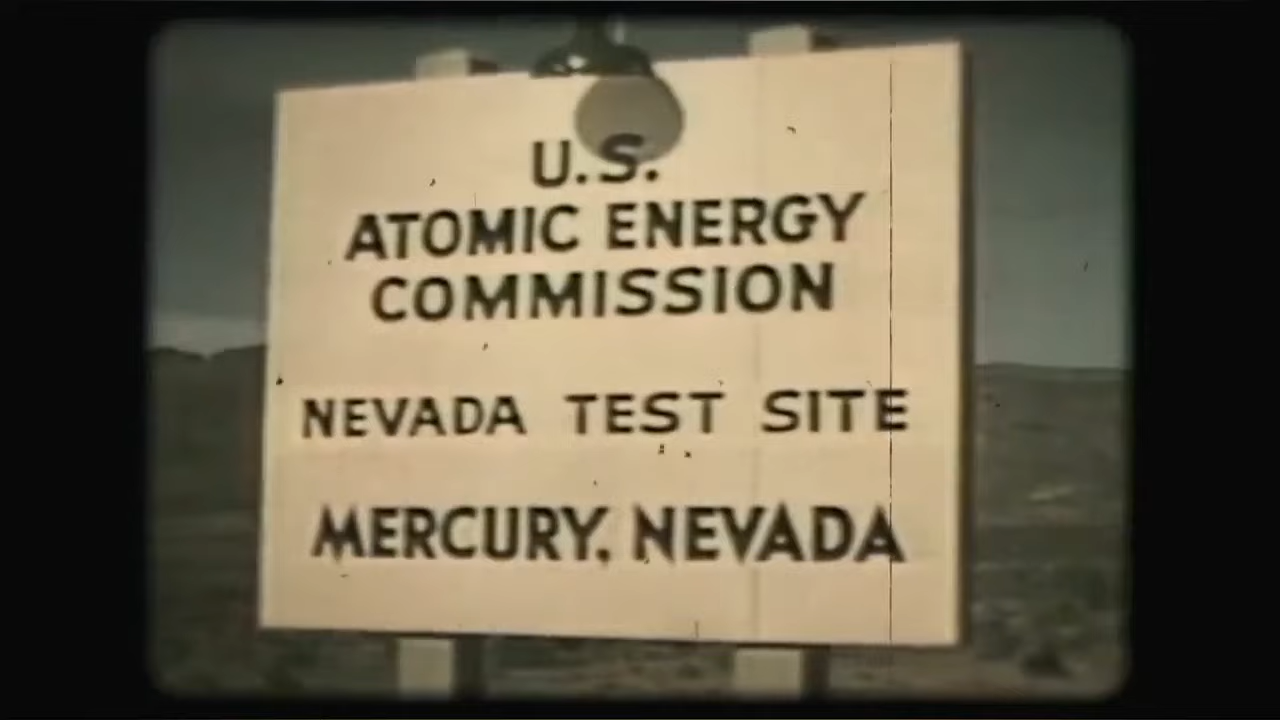 U.S.
ATOMIC ENERGY
COMMISSION
NEVADA TEST SITE
MERCURY, NEVADA